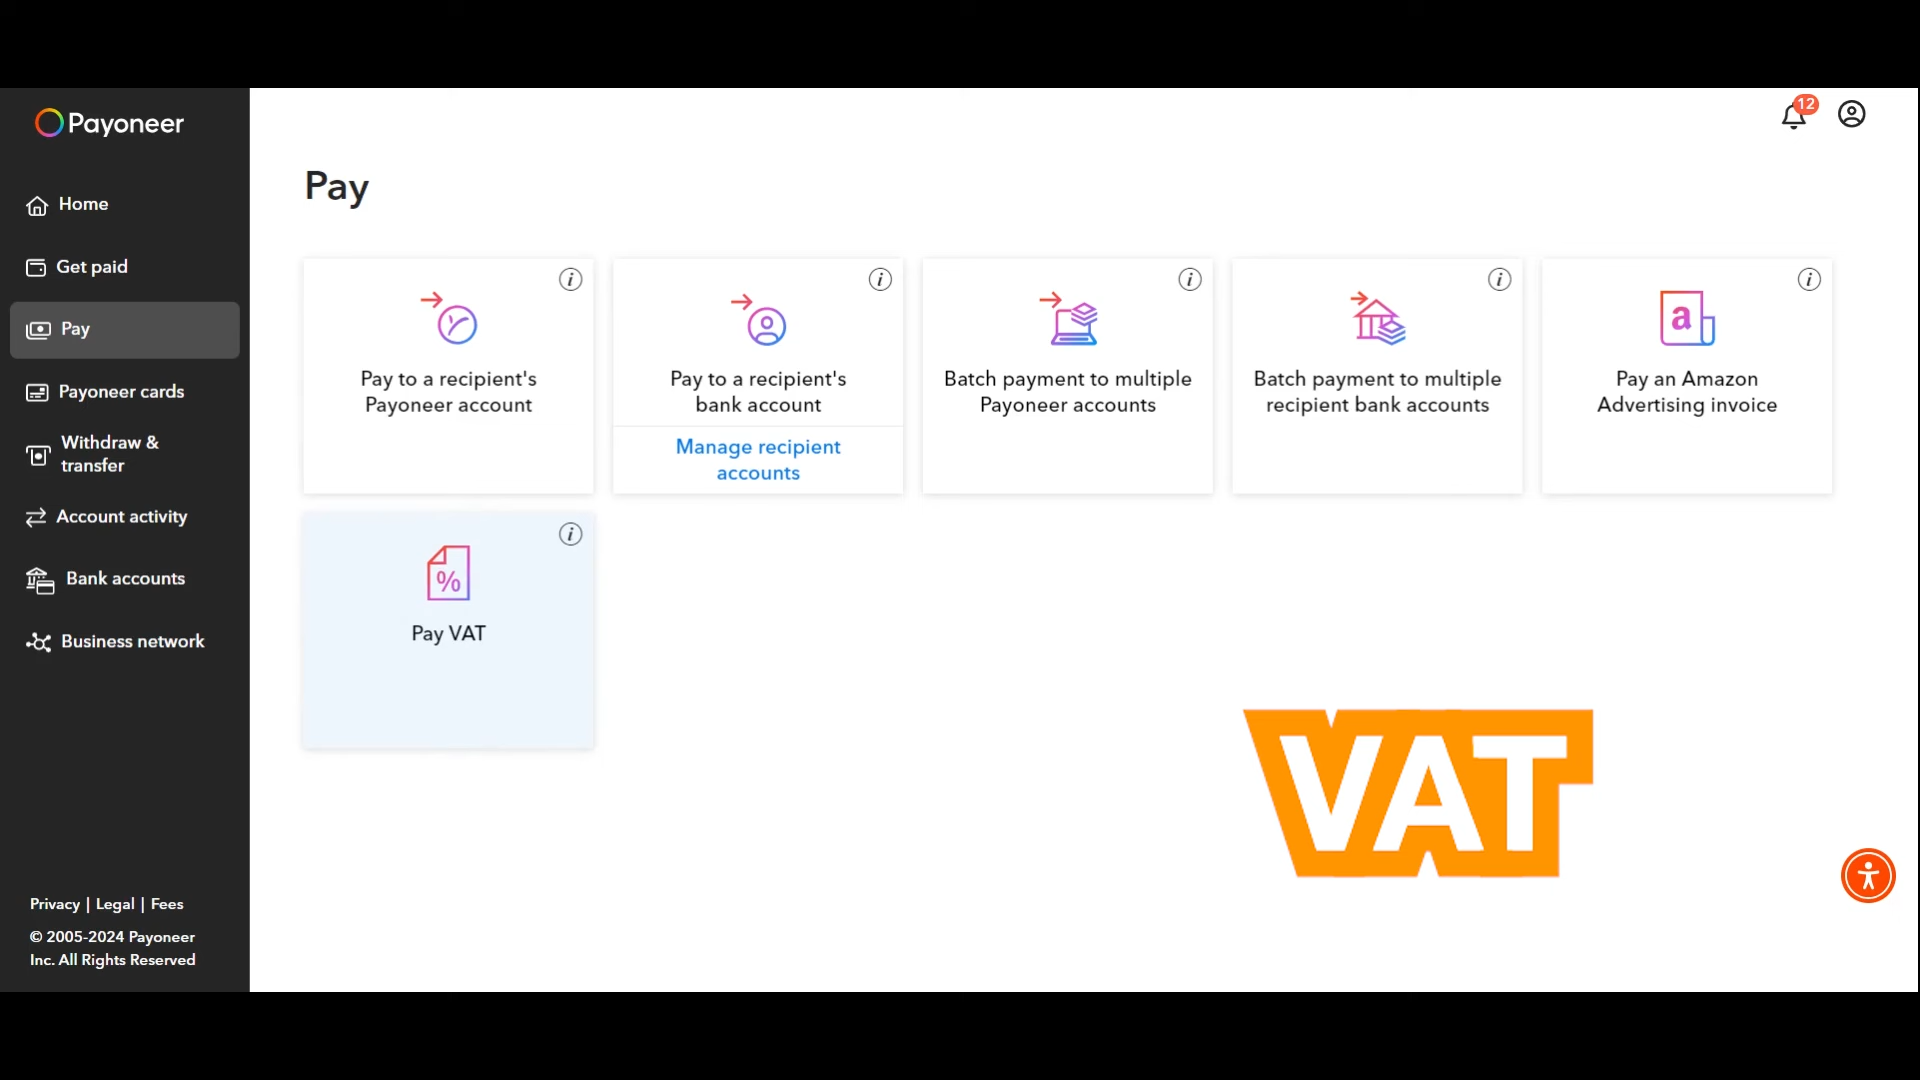 Payoneer
Home
Get paid
Pay
Payoneer cards
Withdraw &
transfer
Account activity
Bank accounts
Business network
Privacy | Legal | Fees
© 2005-2024 Payoneer
Inc. All Rights Reserved
12
Pay
Pay to a recipient's
Payoneer account
Pay to a recipient's
bank account
Manage recipient
accounts
Batch payment to multiple
Payoneer accounts
Batch payment to multiple
recipient bank accounts
a
Pay an Amazon
Advertising invoice
%
Pay VAT
VAT